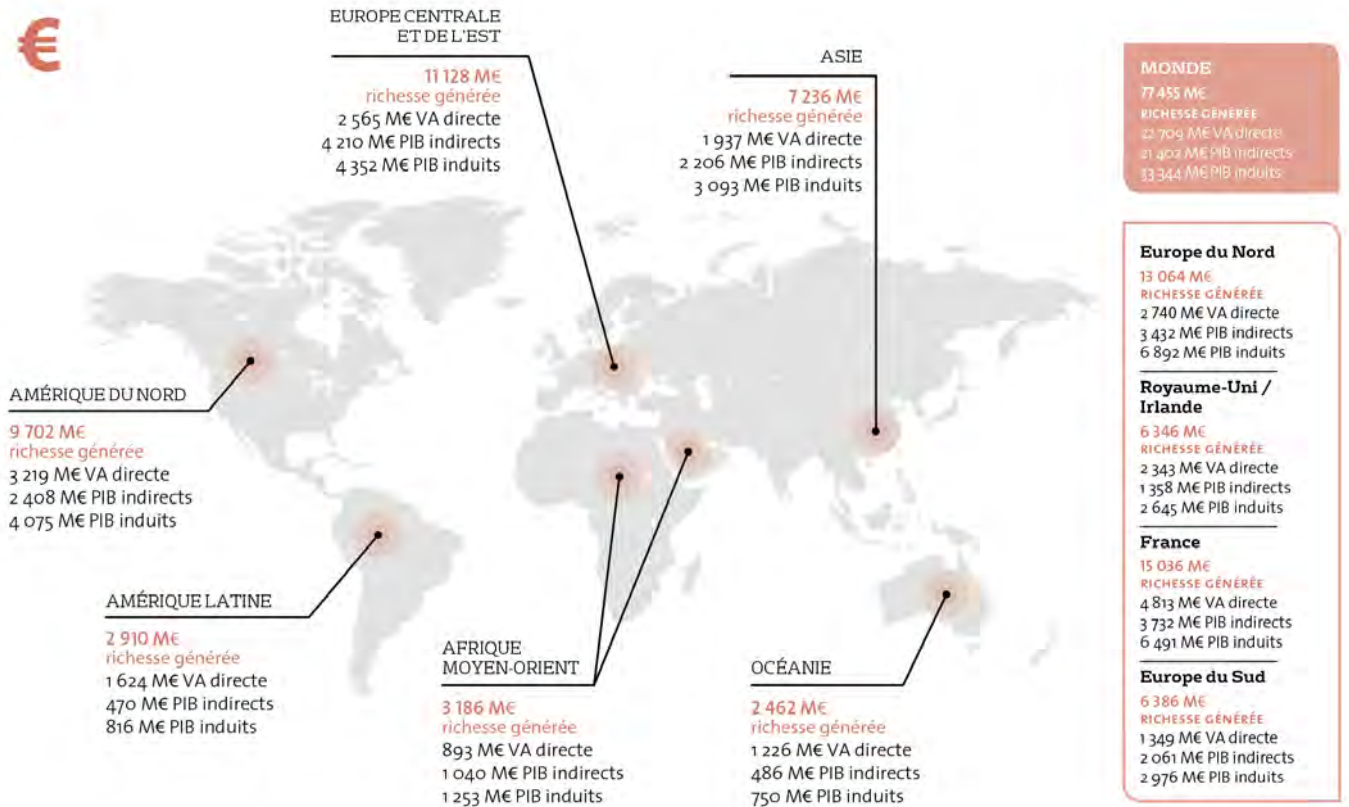 €
EUROPE CENTRALE
ET DE L'EST
11 128 M€
richesse générée
2 565 M€ VA directe
4 210 M€ PIB indirects
4 352 M€ PIB induits
ASIE
7 236 M€
richesse générée
1 937 M€ VA directe
2 206 M€ PIB indirects
3 093 M€ PIB induits
MONDE
77 455 M€
RICHESSE GÉNÉRÉE
22 709 M€ VA directe
21 402 M€ PIB indirects
33 344 M€ PIB induits
AMÉRIQUE DU NORD
9 702 M€
richesse générée
3 219 M€ VA directe
2 408 M€ PIB indirects
4 075 M€ PIB induits
AMÉRIQUE LATINE
2 910 M€
richesse générée
1 624 M€ VA directe
470 M€ PIB indirects
816 M€ PIB induits
AFRIQUE
MOYEN-ORIENT
3 186 M€
richesse générée
893 M€ VA directe
1 040 M€ PIB indirects
1 253 M€ PIB induits
OCÉANIE
2 462 M€
richesse générée
1 226 M€ VA directe
486 M€ PIB indirects
750 M€ PIB induits
Europe du Nord
13 064 M€
RICHESSE GÉNÉRÉE
2 740 M€ VA directe
3 432 M€ PIB indirects
6 892 M€ PIB induits
Royaume-Uni /
Irlande
6 346 M€
RICHESSE GÉNÉRÉE
2 343 M€ VA directe
1 358 M€ PIB indirects
2 645 M€ PIB induits
France
15 036 M€
RICHESSE GÉNÉRÉE
4 813 M€ VA directe
3 732 M€ PIB indirects
6 491 M€ PIB induits
Europe du Sud
6 386 M€
RICHESSE GÉNÉRÉE
1 349 M€ VA directe
2 061 M€ PIB indirects
2 976 M€ PIB induits